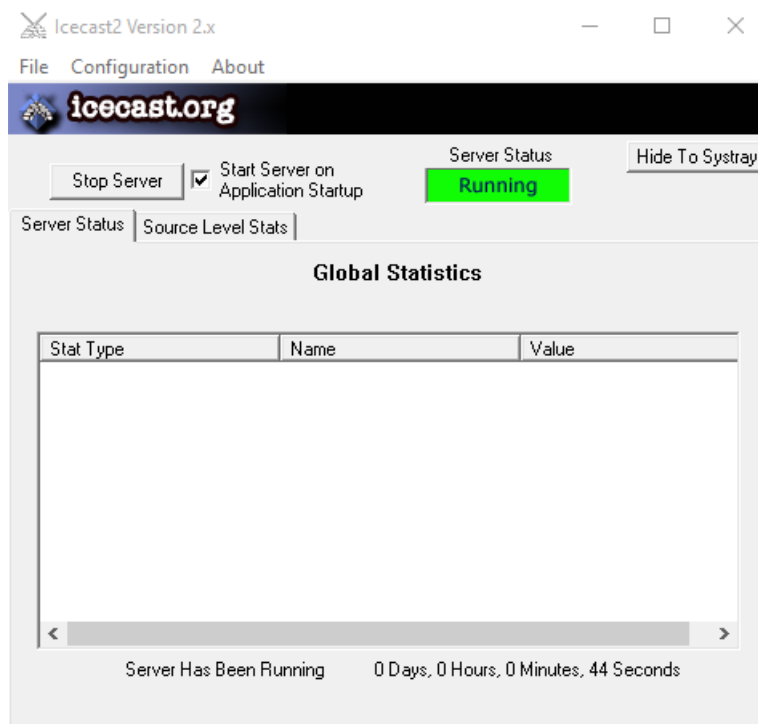 Icecast2 Version 2.x
File Configuration About
icecast.org
Stop Server
Start Server on
Application Startup
Server Status
Running
Hide To Systray
Server Status Source Level Stats
Global Statistics
Stat Type Name Value
Server Has Been Running 0 Days, 0 Hours, 0 Minutes, 44 Seconds